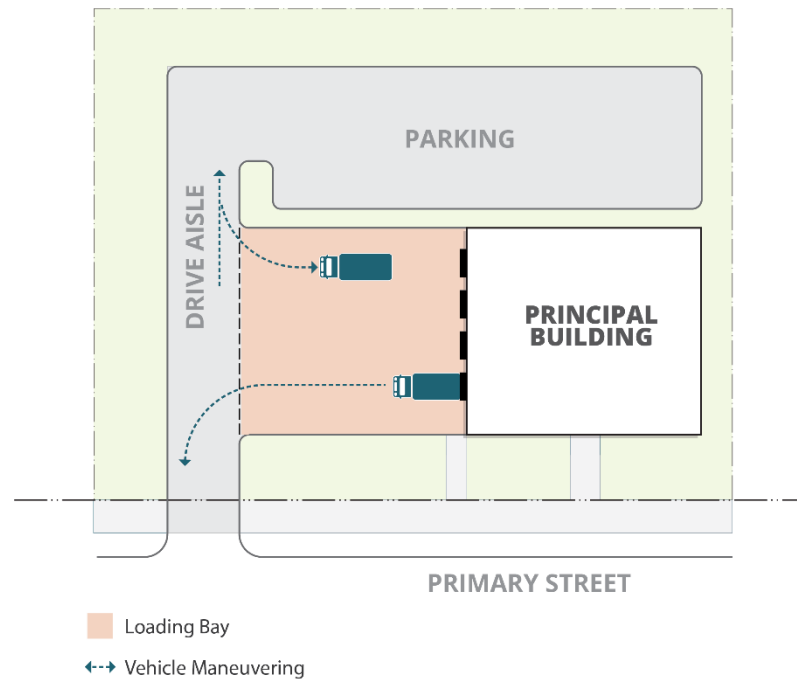 PARKING
DRIVE AISLE
PRINCIPAL
BUILDING
PRIMARY STREET
Loading Bay
Vehicle Maneuvering